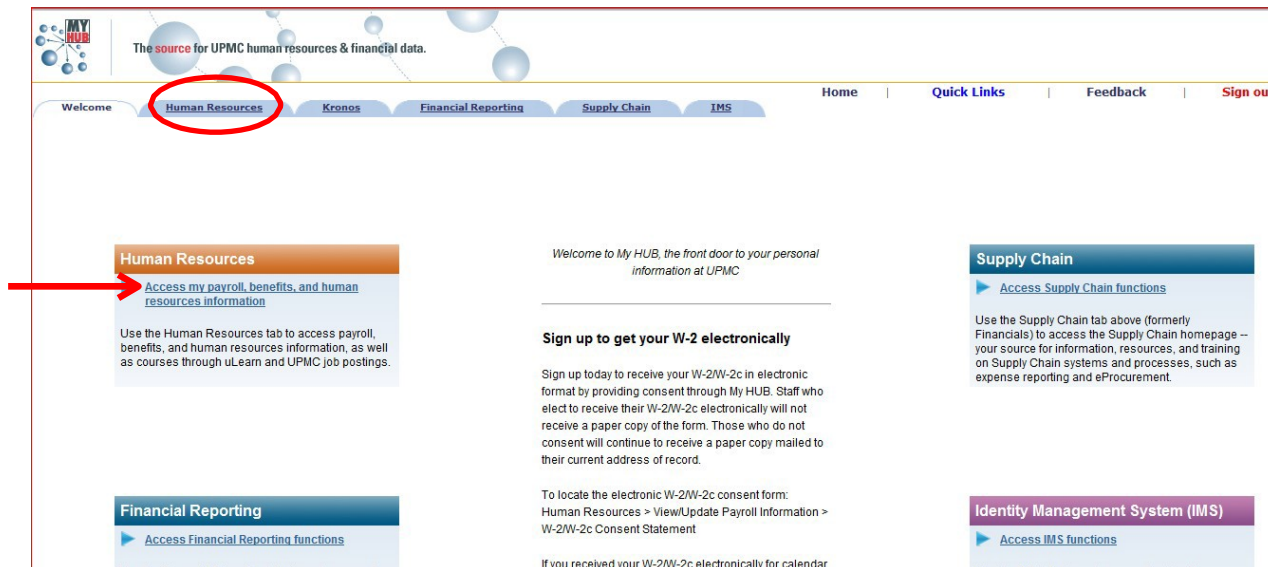 MY
HUB
The source for UPMC human resources & financial data.
Home | Quick Links | Feedback | Sign ou
Welcome Human Resources Kronos Financial Reporting Supply Chain IMS
Human Resources
Access my payroll, benefits, and human
resources information
Use the Human Resources tab to access payroll,
benefits, and human resources information, as well
as courses through uLearn and UPMC job postings.
Welcome to My HUB, the front door to your personal
information at UPMC
Sign up to get your W-2 electronically
Sign up today to receive your W-2/W-2c in electronic
format by providing consent through My HUB. Staff who
elect to receive their W-2/W-2c electronically will not
receive a paper copy of the form. Those who do not
consent will continue to receive a paper copy mailed to
their current address of record.
To locate the electronic W-2/W-2c consent form:
Human Resources > View/Update Payroll Information >
W-2/W-2c Consent Statement
If you received your W-2/W-2c electronically for calendar
Supply Chain
Access Supply Chain functions
Use the Supply Chain tab above (formerly
Financials) to access the Supply Chain homepage --
your source for information, resources, and training
on Supply Chain systems and processes, such as
expense reporting and eProcurement.
Financial Reporting
Access Financial Reporting functions
Identity Management System (IMS)
Access IMS functions